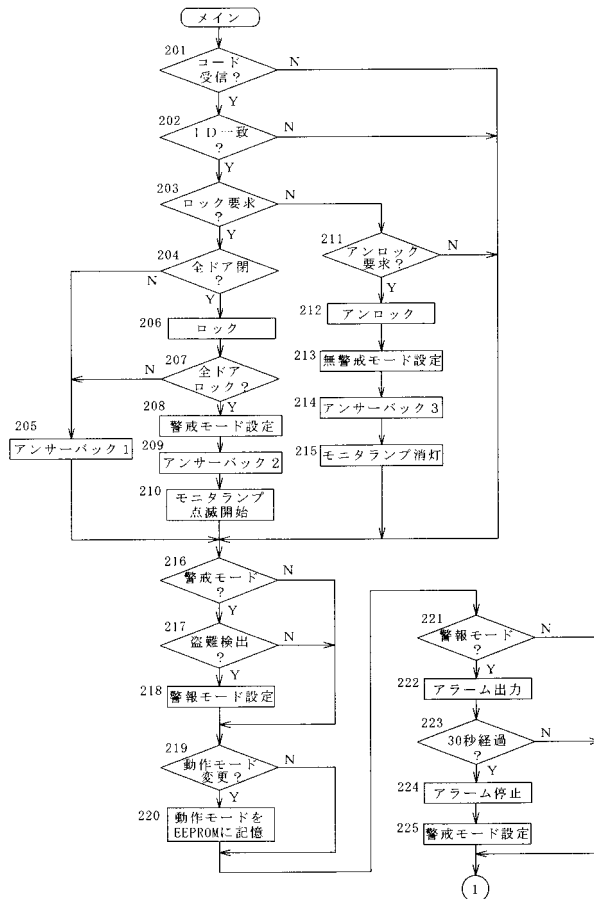 メイン
201
コード
受信?
N
Y
202
ID一致
?
N
Y
203
ロック要求
?
N
Y
204
全ドア閉
?
N
Y
206
ロック
207
全ドア
ロック?
N
Y
208
警戒モード設定
205
アンサーバック1
209
アンサーバック2
210
モニタランプ
点滅開始
211
アンロック
要求?
N
Y
212
アンロック
213
無警戒モード設定
214
アンサーバック3
215
モニタランプ消灯
216
警戒モード
?
N
Y
217
盗難検出
?
N
Y
218
警報モード設定
219
動作モード
変更?
N
Y
220
動作モードを
EEPROMに記憶
221
警報モード
?
N
Y
222
アラーム出力
223
30秒経過
?
N
Y
224
アラーム停止
225
警戒モード設定
1